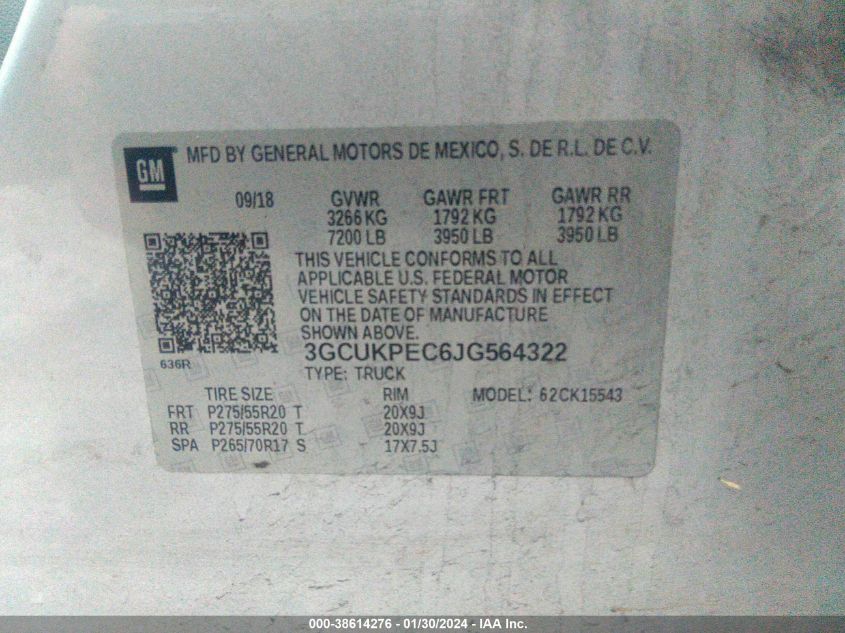 GM
MFD BY GENERAL MOTORS DE MEXICO, S. DE R.L. DE C.V.
09/18 GVWR GAWR FRT GAWR RR
3266 KG 1792 KG 1792 KG
7200 LB 3950 LB 3950 LB
THIS VEHICLE CONFORMS TO ALL
APPLICABLE U.S. FEDERAL MOTOR
VEHICLE SAFETY STANDARDS IN EFFECT
ON THE DATE OF MANUFACTURE
SHOWN ABOVE.
3GCUKPEC6JG564322
636R
TYPE: TRUCK
TIRE SIZE RIM MODEL: 62CK15543
FRT P275/55R20 T 20X9J
RR P275/55R20 T 20X9J
SPA P265/70R17 S 17X7.5J
000-38614276 - 01/30/2024 - IAA Inc.